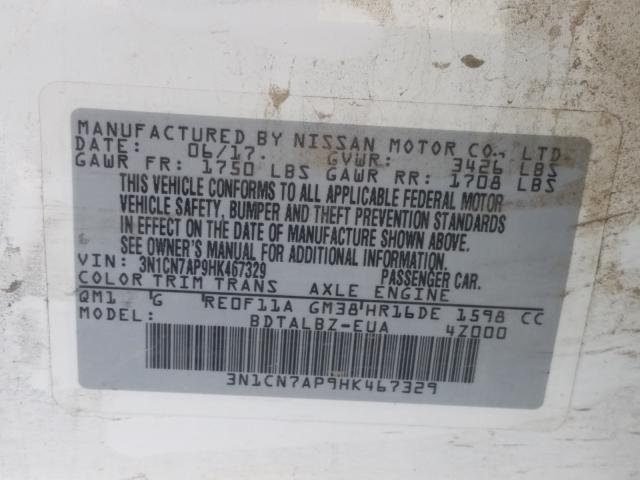 MANUFACTURED BY NISSAN MOTOR CO., LTD.
DATE: 06/17. GVWR: 3426 LBS
GAWR FR: 1750 LBS GAWR RR: 1708 LBS
THIS VEHICLE CONFORMS TO ALL APPLICABLE FEDERAL MOTOR
VEHICLE SAFETY, BUMPER AND THEFT PREVENTION STANDARDS
IN EFFECT ON THE DATE OF MANUFACTURE SHOWN ABOVE.
SEE OWNER'S MANUAL FOR ADDITIONAL INFORMATION.
VIN: 3N1CN7AP9HK467329 PASSENGER CAR.
COLOR TRIM TRANS AXLE ENGINE
QM1 G RE0F11A GM38 HR16DE 1598 CC
MODEL: BDTALBZ-EUA 4Z000
3N1CN7AP9HK467329